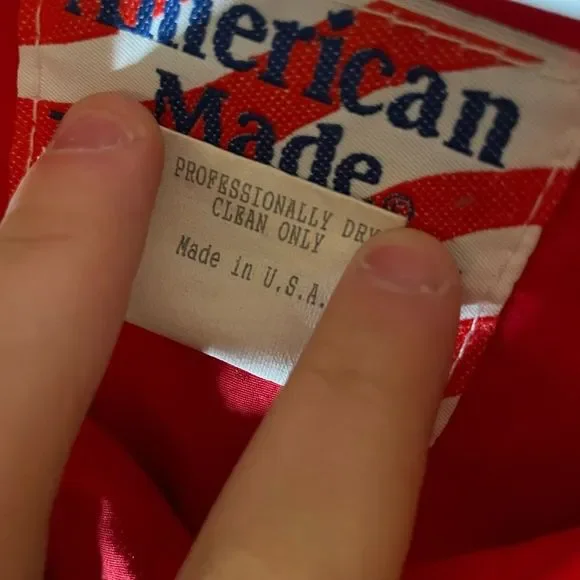 American
Made®
PROFESSIONALLY DRY
CLEAN ONLY
Made in U.S.A.